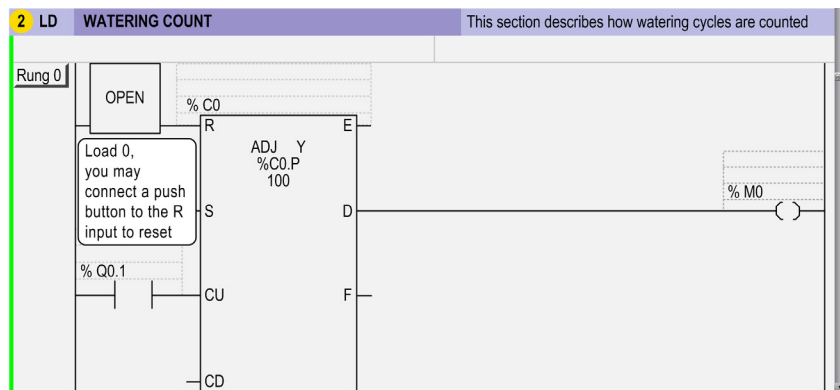 2 LD WATERING COUNT This section describes how watering cycles are counted
Rung 0
OPEN
% C0
R E
ADJ Y
%C0.P
100
Load 0,
you may
connect a push
button to the R
input to reset
S D
% M0
% Q0.1
CU F
CD